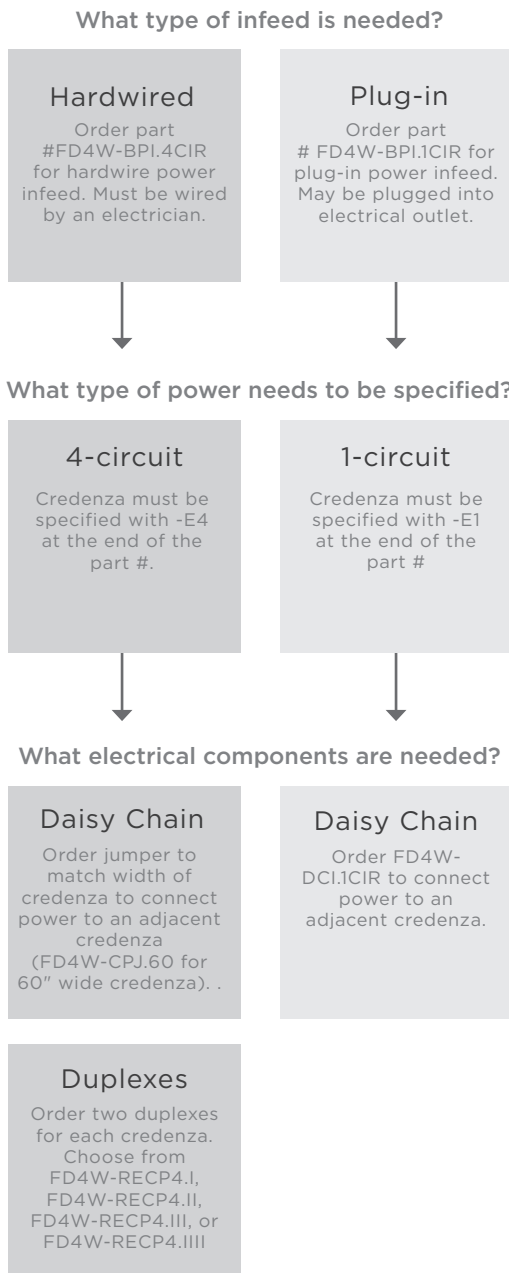 What type of infeed is needed?
Hardwired
Order part
#FD4W-BPI.4CIR
for hardwire power
infeed. Must be wired
by an electrician.
Plug-in
Order part
# FD4W-BPI.1CIR for
plug-in power infeed.
May be plugged into
electrical outlet.
What type of power needs to be specified?
4-circuit
Credenza must be
specified with -E4
at the end of the
part #.
1-circuit
Credenza must be
specified with -E1
at the end of the
part #
What electrical components are needed?
Daisy Chain
Order jumper to
match width of
credenza to connect
power to an adjacent
credenza
(FD4W-CPJ.60 for
60" wide credenza). .
Daisy Chain
Order FD4W-
DCI.1CIR to connect
power to an
adjacent credenza.
Duplexes
Order two duplexes
for each credenza.
Choose from
FD4W-RECP4.I,
FD4W-RECP4.II,
FD4W-RECP4.III, or
FD4W-RECP4.IIII